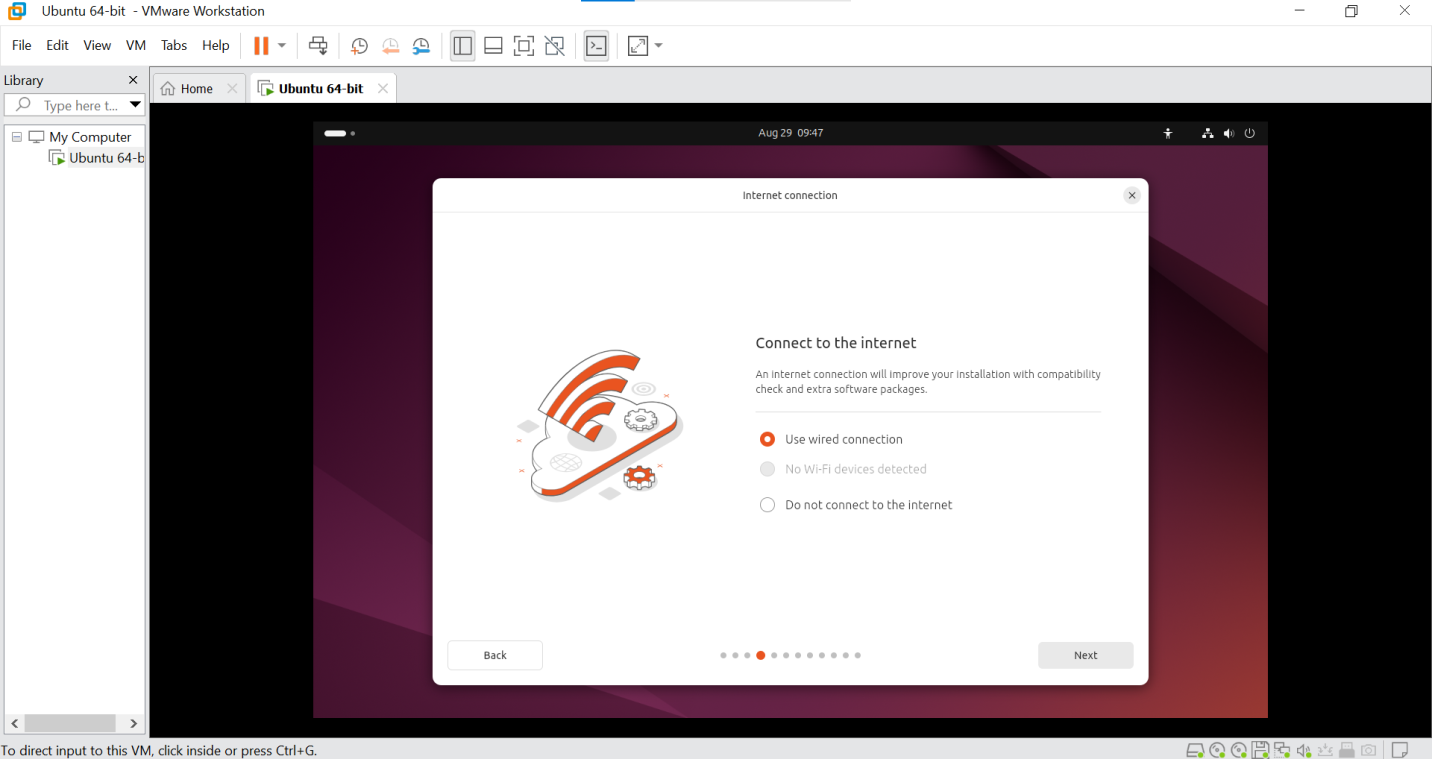 Ubuntu 64-bit - VMware Workstation
File Edit View VM Tabs Help
Library
Type here t...
Home
Ubuntu 64-bit
My Computer
Ubuntu 64-b
Aug 29 09:47
Internet connection
Connect to the internet
An internet connection will improve your installation with compatibility
check and extra software packages.
Use wired connection
No Wi-Fi devices detected
Do not connect to the internet
Back
Next
To direct input to this VM, click inside or press Ctrl+G.